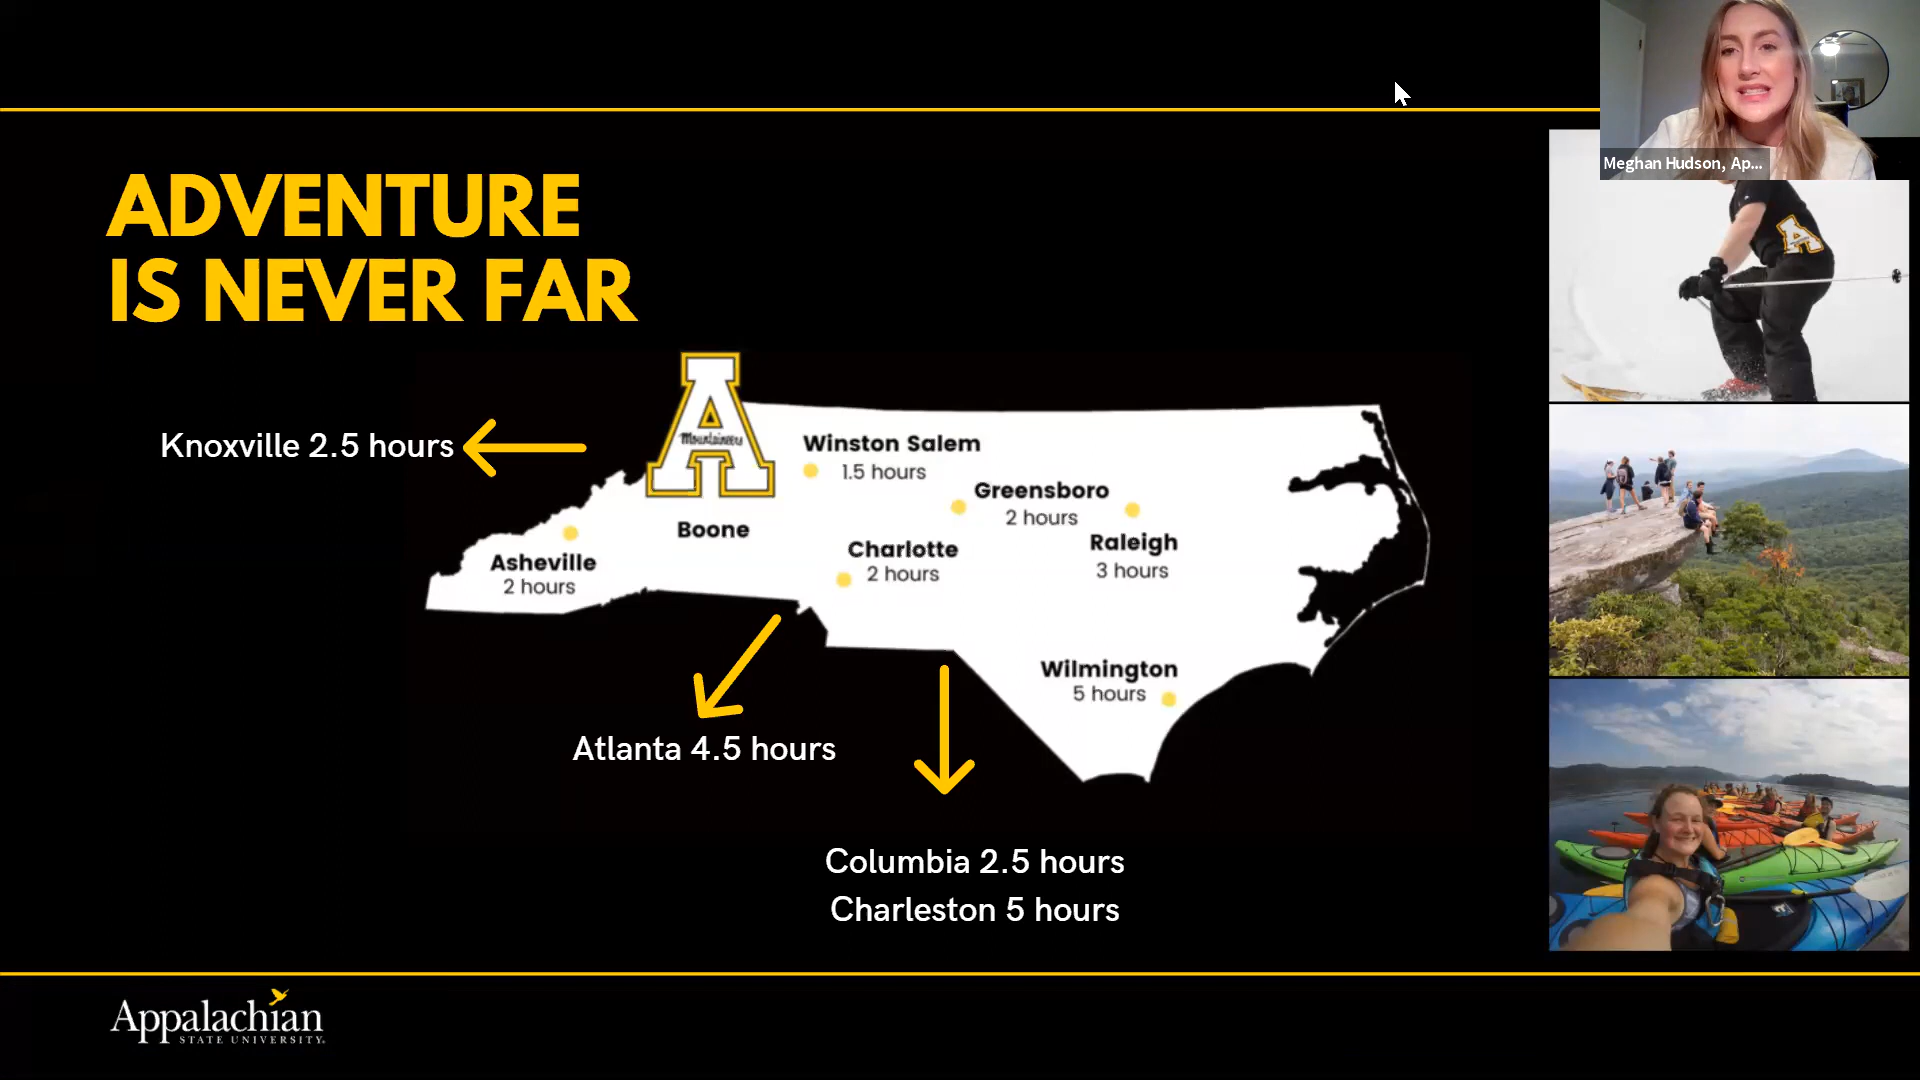 Meghan Hudson, Ap...
ADVENTURE
IS NEVER FAR
A
Mountaineers
Knoxville 2.5 hours
Winston Salem
1.5 hours
Greensboro
2 hours
Boone
Raleigh
3 hours
Charlotte
2 hours
Asheville
2 hours
Wilmington
5 hours
Atlanta 4.5 hours
Columbia 2.5 hours
Charleston 5 hours
A
Appalachian
STATE UNIVERSITY.